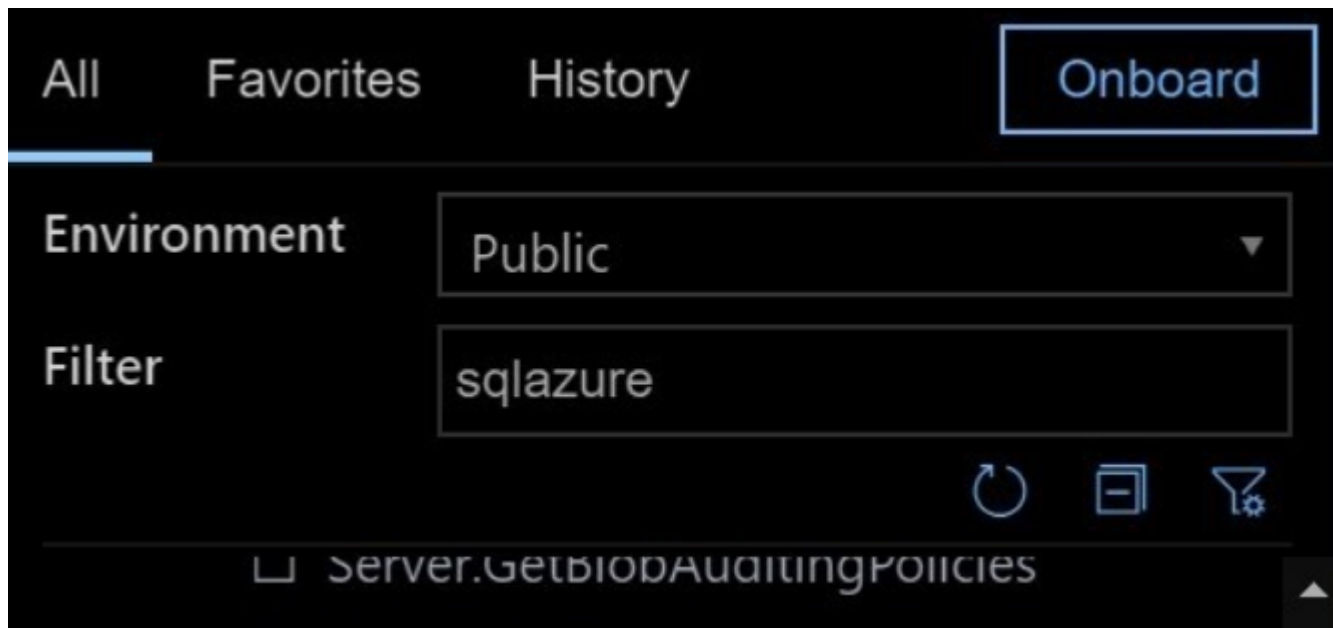 All Favorites History Onboard
Environment Public
Filter sqlazure
Server.GetBlobAuditingPolicies